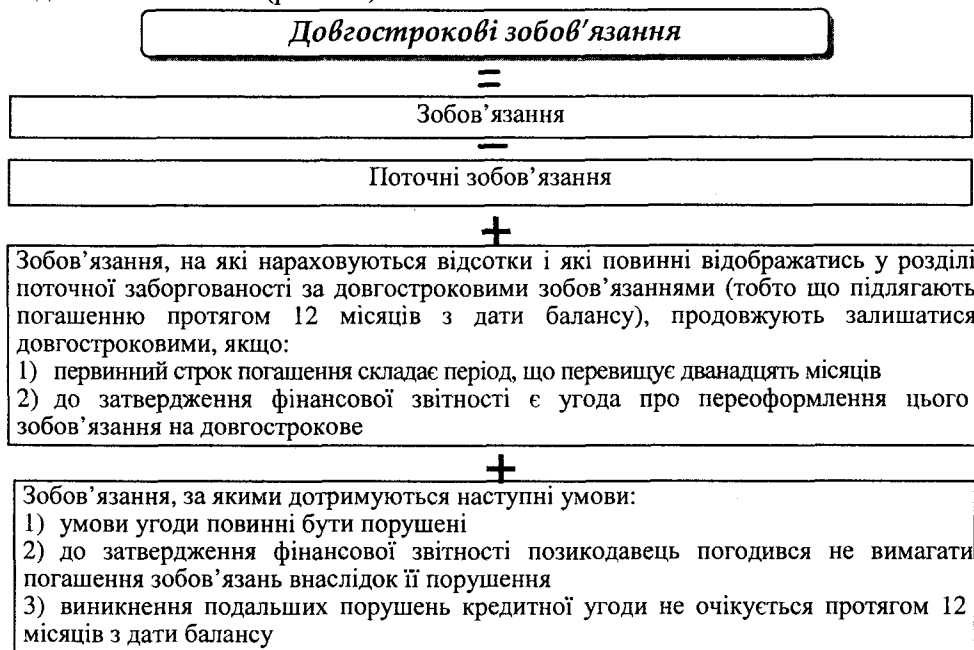 Довгострокові зобов'язання
=
Зобов’язання
−
Поточні зобов’язання
+
Зобов’язання, на які нараховуються відсотки і які повинні відображатись у розділі
поточної заборгованості за довгостроковими зобов’язаннями (тобто що підлягають
погашенню протягом 12 місяців з дати балансу), продовжують залишатися
довгостроковими, якщо:
1) первинний строк погашення складає період, що перевищує дванадцять місяців
2) до затвердження фінансової звітності є угода про переоформлення цього
зобов’язання на довгострокове
+
Зобов’язання, за якими дотримуються наступні умови:
1) умови угоди повинні бути порушені
2) до затвердження фінансової звітності позикодавець погодився не вимагати
погашення зобов’язань внаслідок її порушення
3) виникнення подальших порушень кредитної угоди не очікується протягом 12
місяців з дати балансу